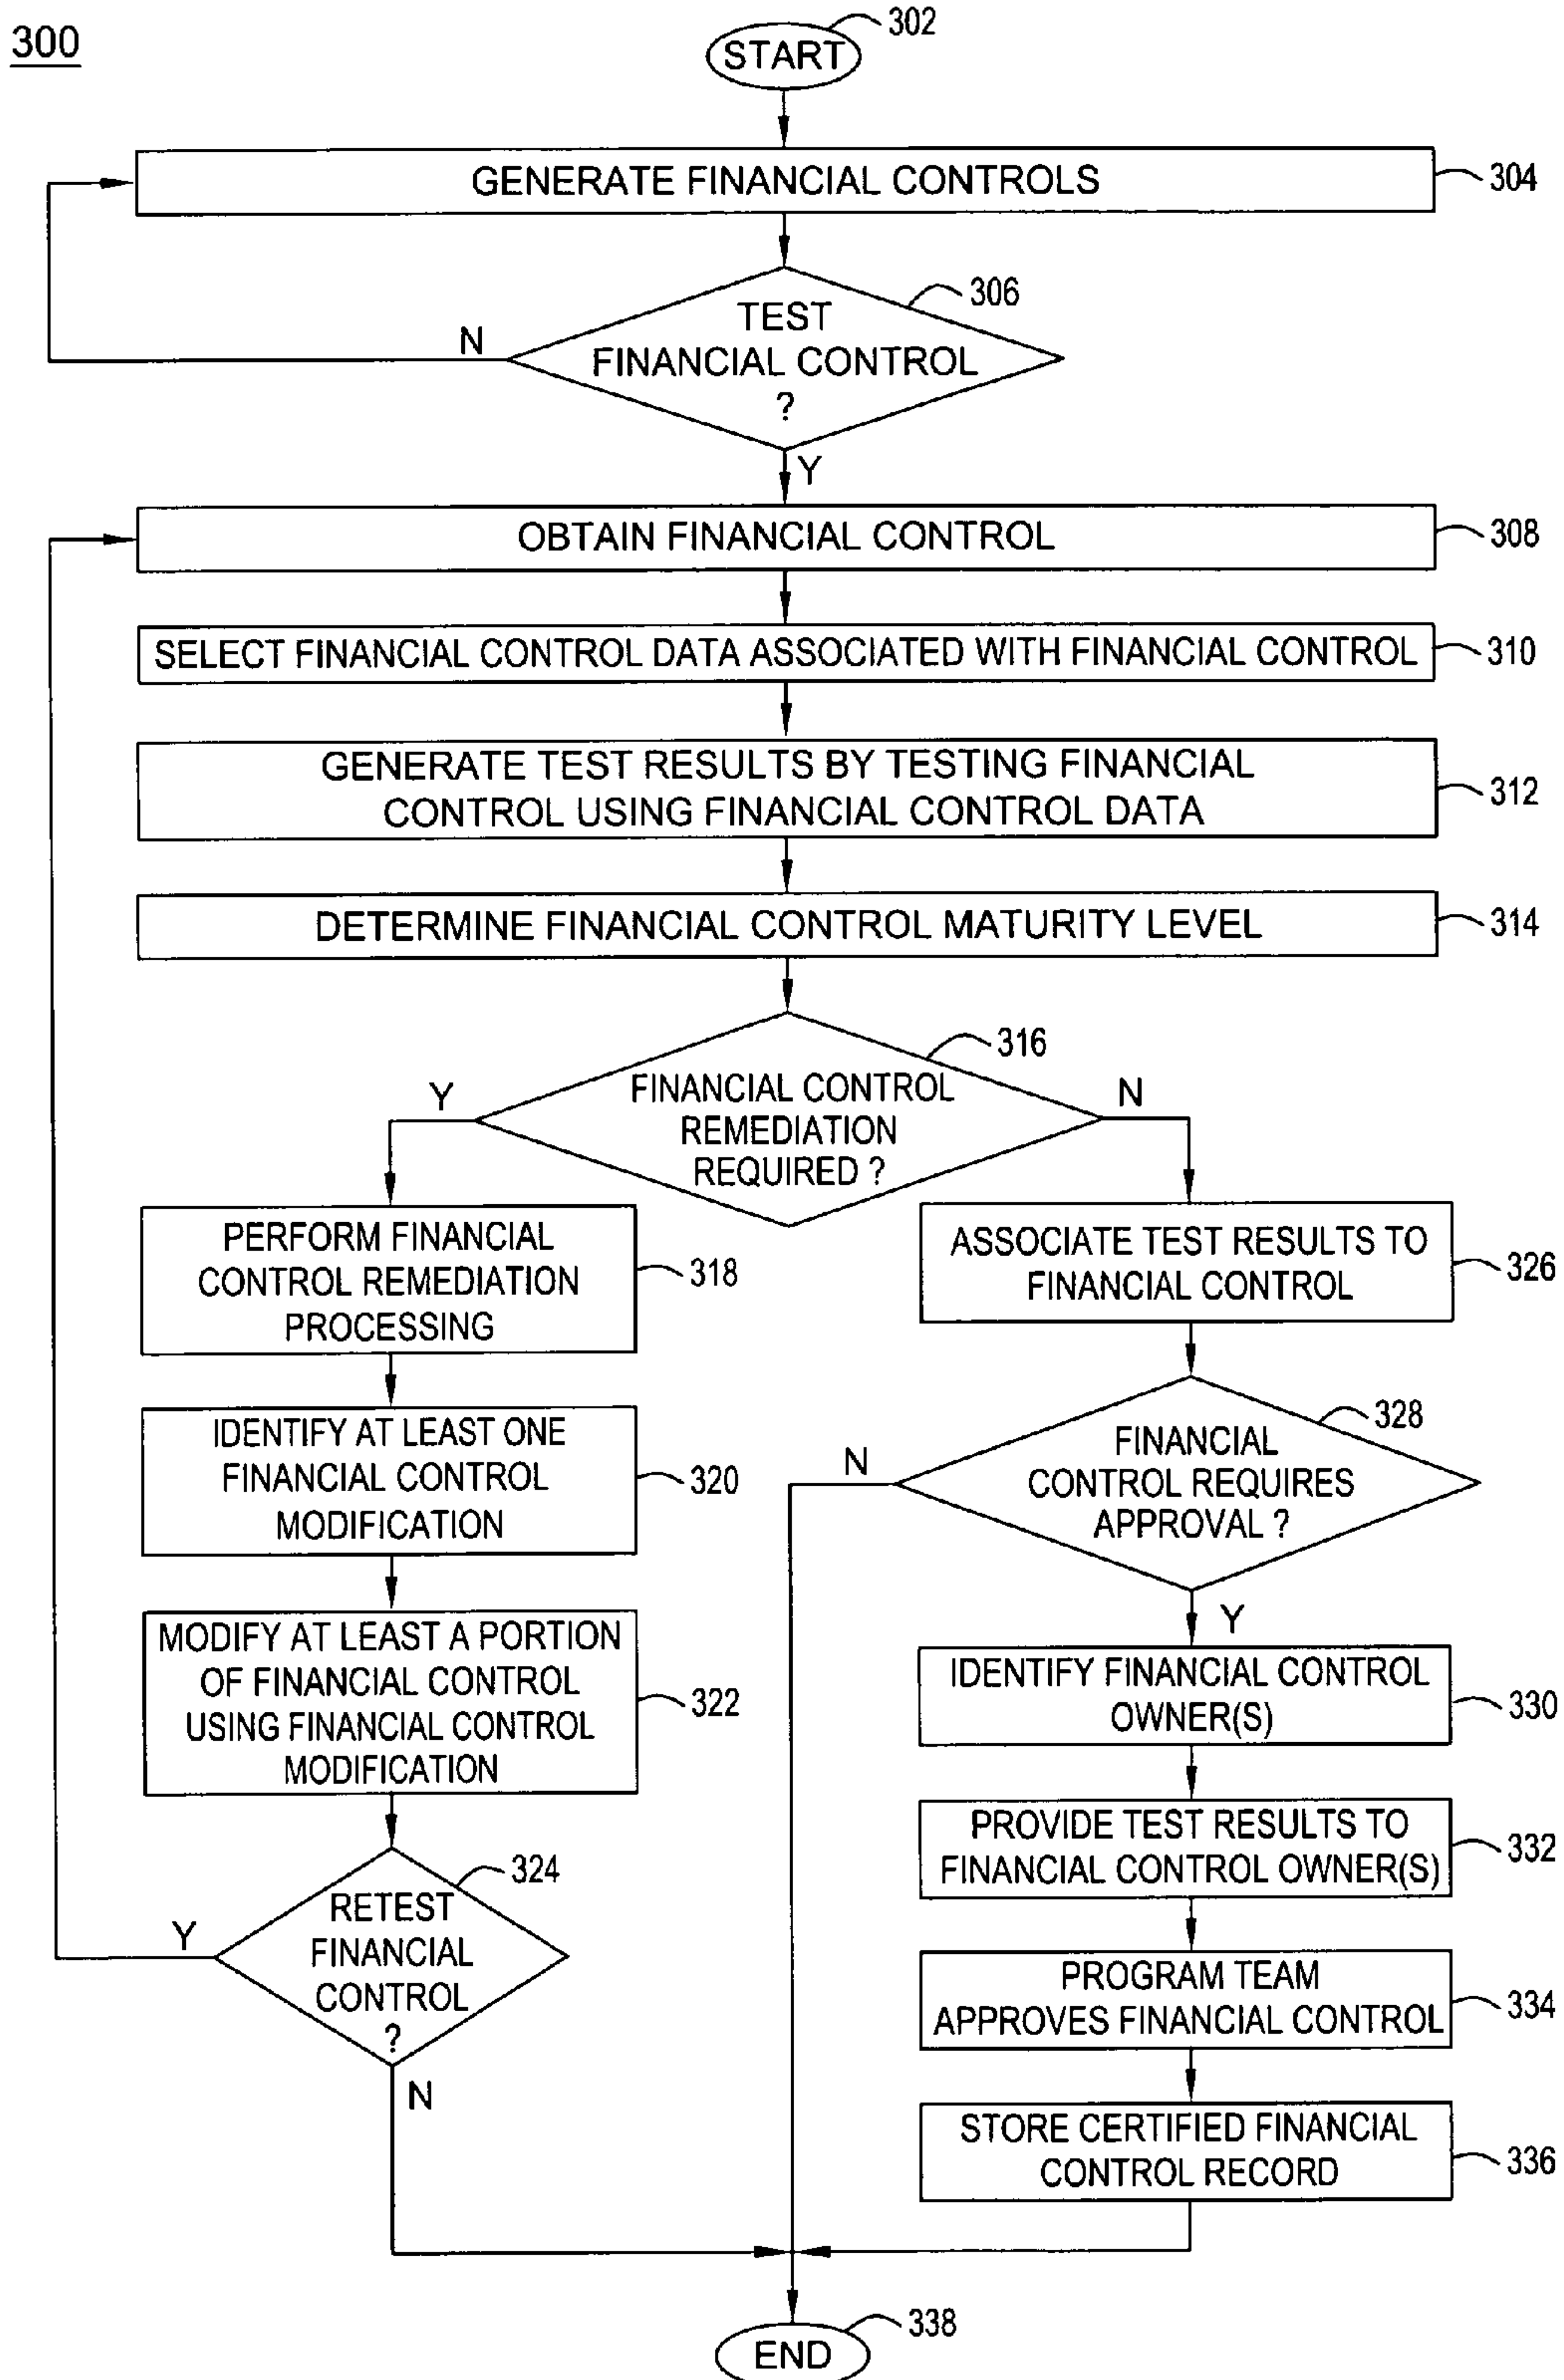 300
302
START
GENERATE FINANCIAL CONTROLS
304
306
TEST
FINANCIAL CONTROL
?
N
Y
OBTAIN FINANCIAL CONTROL
308
SELECT FINANCIAL CONTROL DATA ASSOCIATED WITH FINANCIAL CONTROL
310
GENERATE TEST RESULTS BY TESTING FINANCIAL
CONTROL USING FINANCIAL CONTROL DATA
312
DETERMINE FINANCIAL CONTROL MATURITY LEVEL
314
316
FINANCIAL CONTROL
REMEDIATION
REQUIRED ?
Y
N
PERFORM FINANCIAL
CONTROL REMEDIATION
PROCESSING
318
IDENTIFY AT LEAST ONE
FINANCIAL CONTROL
MODIFICATION
320
MODIFY AT LEAST A PORTION
OF FINANCIAL CONTROL
USING FINANCIAL CONTROL
MODIFICATION
322
324
RETEST
FINANCIAL
CONTROL
?
Y
N
ASSOCIATE TEST RESULTS TO
FINANCIAL CONTROL
326
328
FINANCIAL
CONTROL REQUIRES
APPROVAL ?
N
Y
IDENTIFY FINANCIAL CONTROL
OWNER(S)
330
PROVIDE TEST RESULTS TO
FINANCIAL CONTROL OWNER(S)
332
PROGRAM TEAM
APPROVES FINANCIAL CONTROL
334
STORE CERTIFIED FINANCIAL
CONTROL RECORD
336
338
END